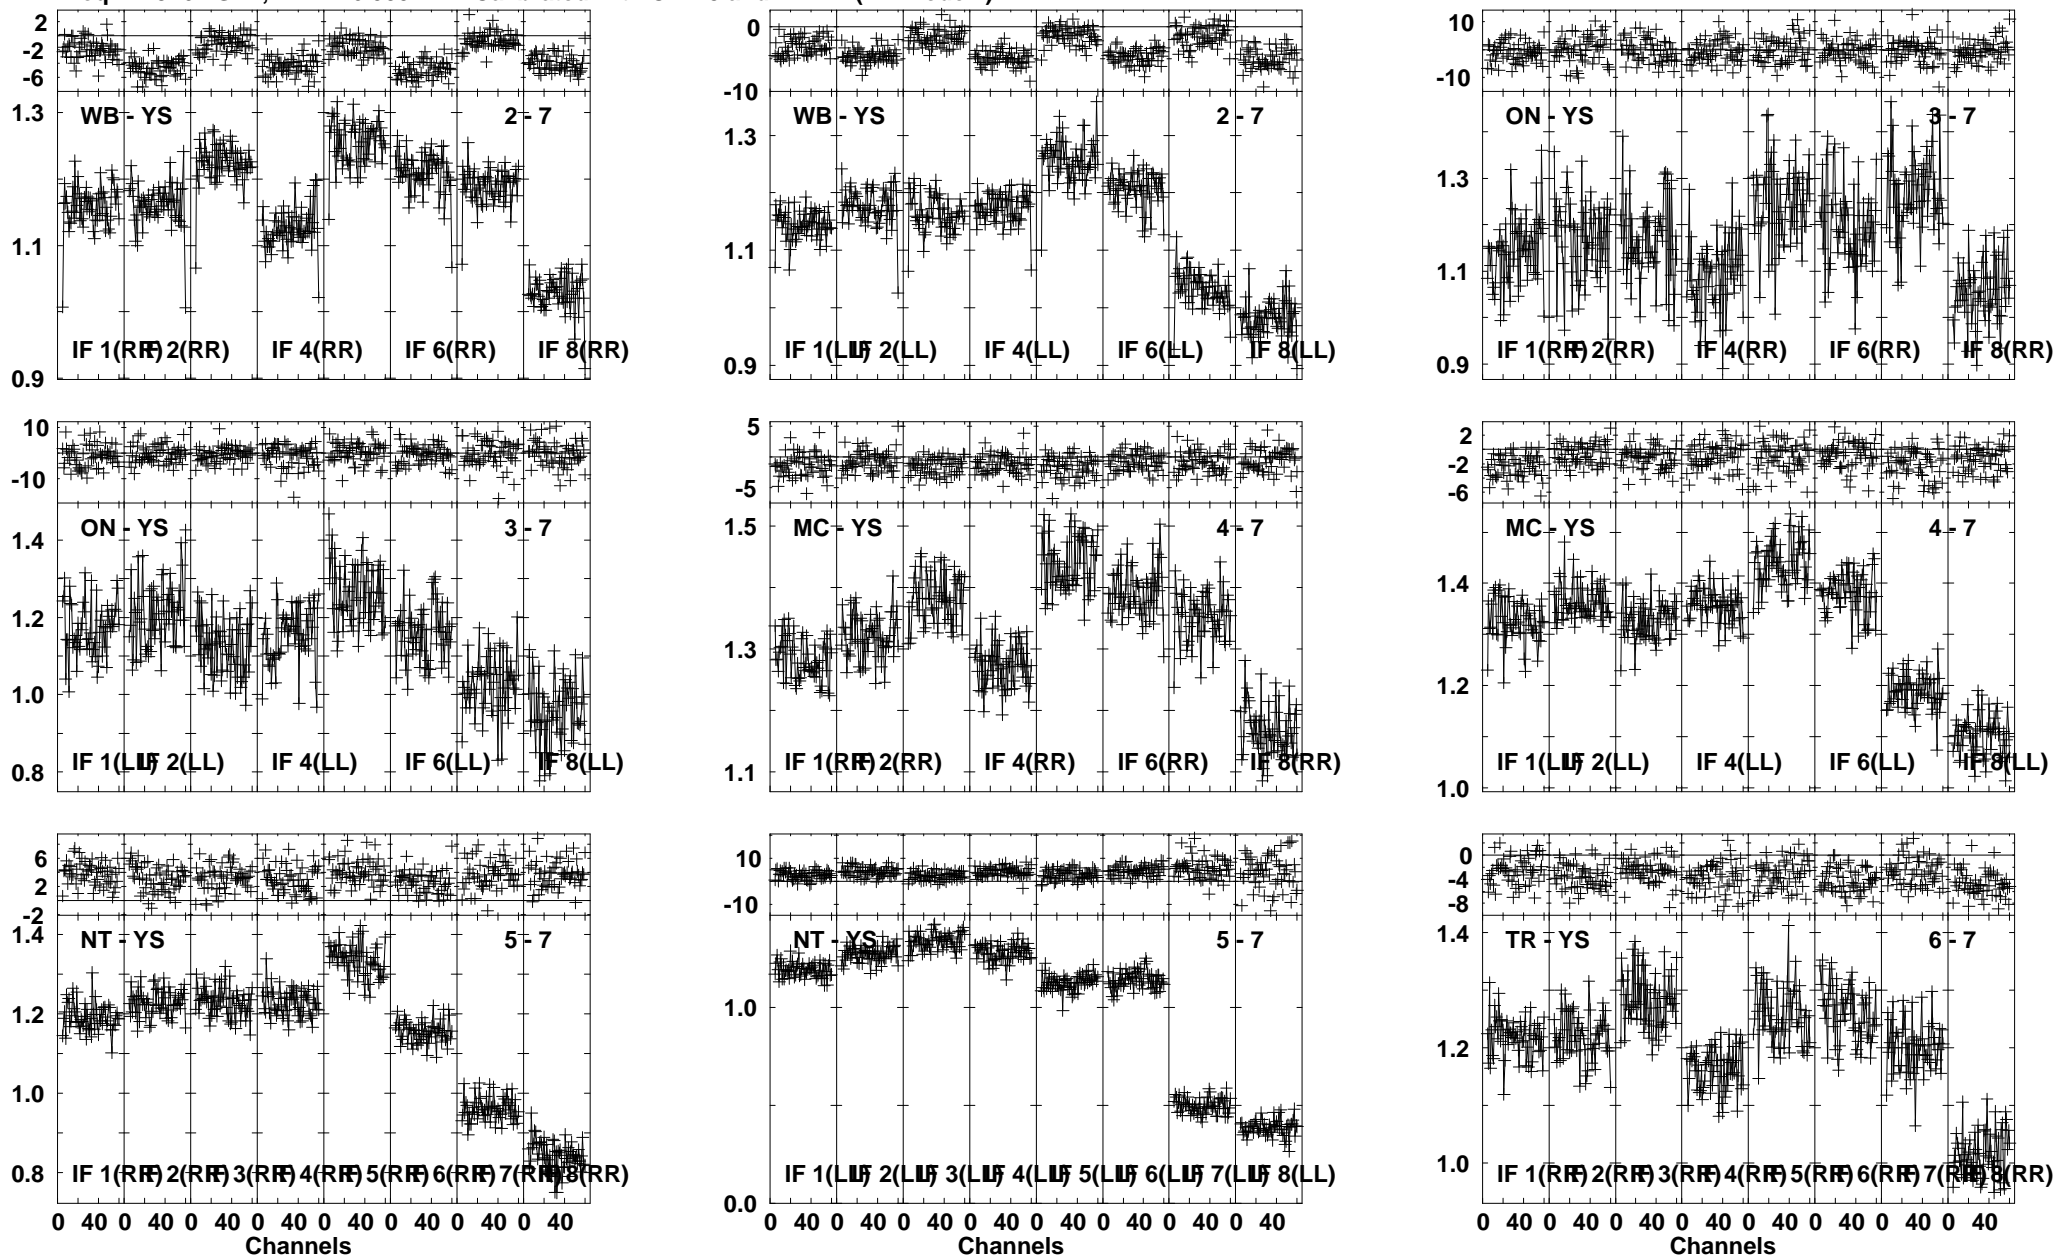 2
-2
-6
1.3
WB - YS
2 - 7
1.1
IF 1(RR) IF 2(RR) IF 4(RR) IF 6(RR) IF 8(RR)
0.9
0
-10
WB - YS
2 - 7
1.3
1.1
IF 1(LL) IF 2(LL) IF 4(LL) IF 6(LL) IF 8(LL)
0.9
10
-10
ON - YS
3 - 7
1.3
1.1
IF 1(RR) IF 2(RR) IF 4(RR) IF 6(RR) IF 8(RR)
0.9
10
-10
ON - YS
3 - 7
1.4
1.2
1.0
IF 1(LL) IF 2(LL) IF 4(LL) IF 6(LL) IF 8(LL)
0.8
5
-5
1.5
MC - YS
4 - 7
1.3
IF 1(RR) IF 2(RR) IF 4(RR) IF 6(RR) IF 8(RR)
1.1
2
-2
-6
MC - YS
4 - 7
1.4
1.2
IF 1(LL) IF 2(LL) IF 4(LL) IF 6(LL) IF 8(LL)
1.0
6
2
-2
1.4
NT - YS
5 - 7
1.2
1.0
0.8
IF 1(RR) IF 2(RR) IF 3(RR) IF 4(RR) IF 5(RR) IF 6(RR) IF 7(RR) IF 8(RR)
0 40 0 40 0 40 0 40 0 40 0 40 0 40 0 40
Channels
10
-10
NT - YS
5 - 7
1.0
IF 1(LL) IF 2(LL) IF 3(LL) IF 4(LL) IF 5(LL) IF 6(LL) IF 7(LL) IF 8(LL)
0.0
0 40 0 40 0 40 0 40 0 40 0 40 0 40 0 40
Channels
0
-4
-8
1.4
TR - YS
6 - 7
1.2
1.0
IF 1(RR) IF 2(RR) IF 3(RR) IF 4(RR) IF 5(RR) IF 6(RR) IF 7(RR) IF 8(RR)
0 40 0 40 0 40 0 40 0 40 0 40 0 40 0 40
Channels